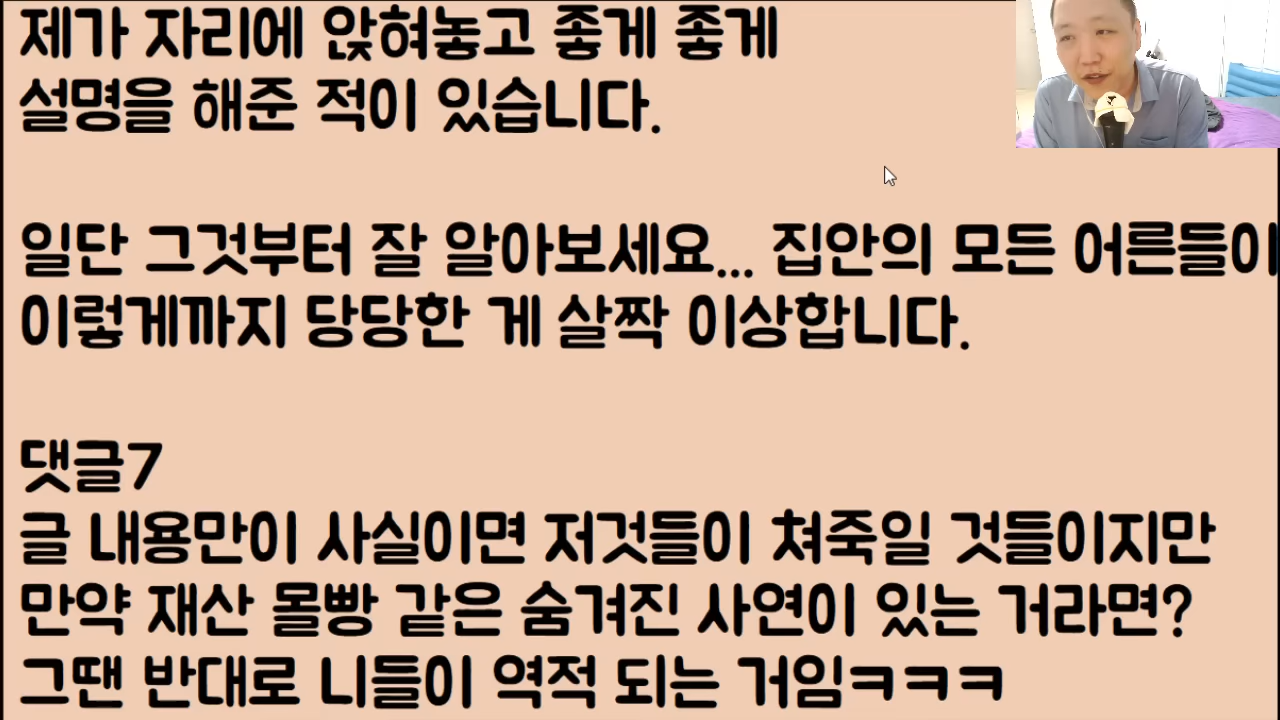 제가 자리에 앉혀놓고 좋게 좋게
설명을 해준 적이 있습니다.
일단 그것부터 잘 알아보세요... 집안의 모든 어른들이
이렇게까지 당당한 게 살짝 이상합니다.
댓글7
글 내용만이 사실이면 저것들이 쳐죽일 것들이지만
만약 재산 몰빵 같은 숨겨진 사연이 있는 거라면?
그땐 반대로 니들이 역적 되는 거임ㅋㅋㅋ